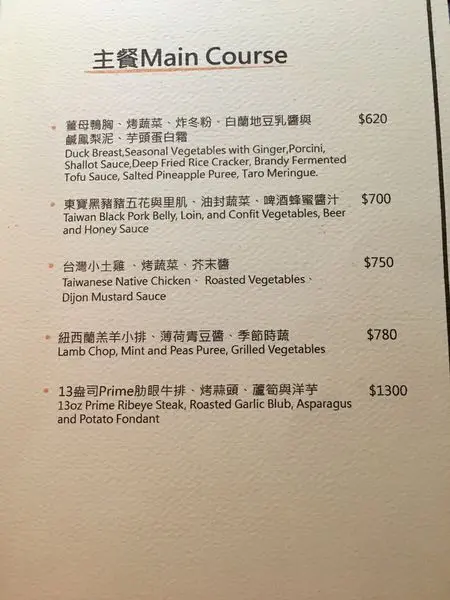 主餐Main Course
薑母鴨胸、烤蔬菜、炸冬粉、白蘭地豆乳醬與 $620
鹹鳳梨泥、芋頭蛋白霜
Duck Breast,Seasonal Vegetables with Ginger,Porcini,
Shallot Sauce,Deep Fried Rice Cracker, Brandy Fermented
Tofu Sauce, Salted Pineapple Puree, Taro Meringue.
東寶黑豬豬五花與里肌、油封蔬菜、啤酒蜂蜜醬汁 $700
Taiwan Black Pork Belly, Loin, and Confit Vegetables, Beer
and Honey Sauce
台灣小土雞 、烤蔬菜、芥末醬 $750
Taiwanese Native Chicken、 Roasted Vegetables、
Dijon Mustard Sauce
紐西蘭羔羊小排、薄荷青豆醬、季節時蔬 $780
Lamb Chop, Mint and Peas Puree, Grilled Vegetables
13盎司Prime肋眼牛排、烤蒜頭、蘆筍與洋芋 $1300
13oz Prime Ribeye Steak, Roasted Garlic Blub, Asparagus
and Potato Fondant